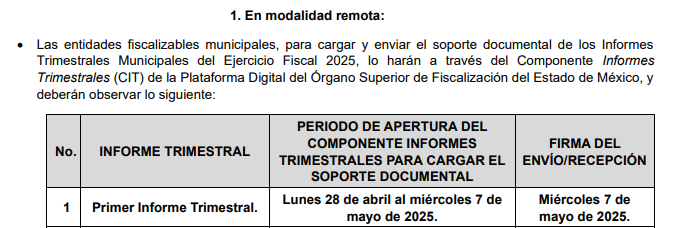 1. En modalidad remota:
• Las entidades fiscalizables municipales, para cargar y enviar el soporte documental de los Informes
Trimestrales Municipales del Ejercicio Fiscal 2025, lo harán a través del Componente Informes
Trimestrales (CIT) de la Plataforma Digital del Órgano Superior de Fiscalización del Estado de México, y
deberán observar lo siguiente:
No.
INFORME TRIMESTRAL
PERIODO DE APERTURA DEL
COMPONENTE INFORMES
TRIMESTRALES PARA CARGAR EL
SOPORTE DOCUMENTAL
FIRMA DEL
ENVÍO/RECEPCIÓN
1
Primer Informe Trimestral.
Lunes 28 de abril al miércoles 7 de
mayo de 2025.
Miércoles 7 de
mayo de 2025.